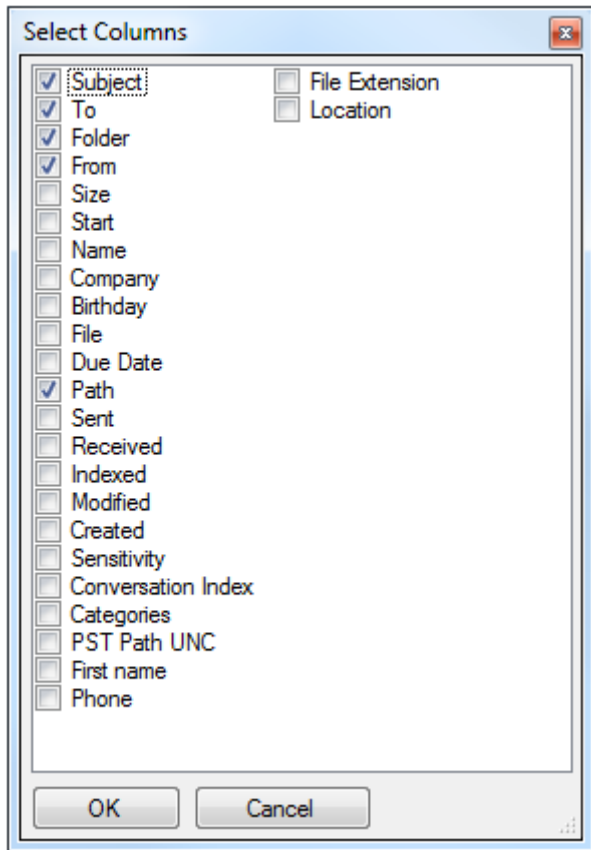 Select Columns
Subject
To
Folder
From
Size
Start
Name
Company
Birthday
File
Due Date
Path
Sent
Received
Indexed
Modified
Created
Sensitivity
Conversation Index
Categories
PST Path UNC
First name
Phone
File Extension
Location
OK
Cancel